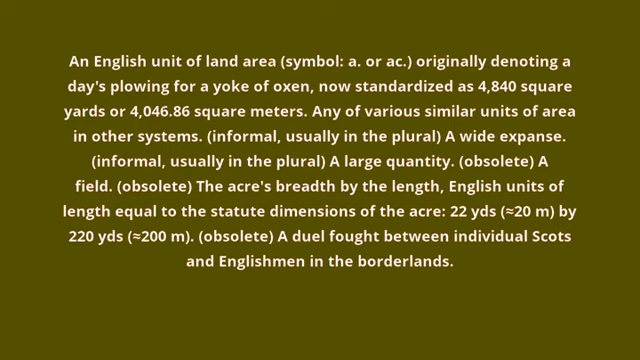 An English unit of land area (symbol: a. or ac.) originally denoting a
day's plowing for a yoke of oxen, now standardized as 4,840 square
yards or 4,046.86 square meters. Any of various similar units of area
in other systems. (informal, usually in the plural) A wide expanse.
(informal, usually in the plural) A large quantity. (obsolete) A
field. (obsolete) The acre's breadth by the length, English units of
length equal to the statute dimensions of the acre: 22 yds (≈20 m) by
220 yds (≈200 m). (obsolete) A duel fought between individual Scots
and Englishmen in the borderlands.